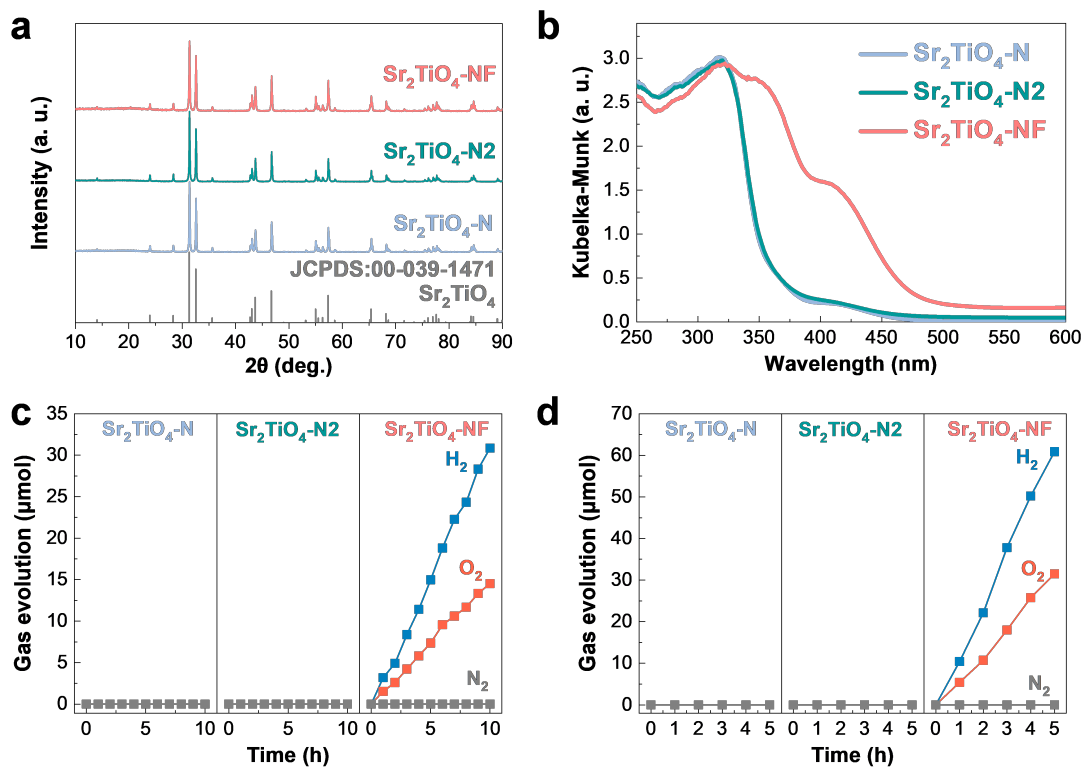 a
Intensity (a. u.)
Sr2TiO4-NF
Sr2TiO4-N2
Sr2TiO4-N
JCPDS:00-039-1471
Sr2TiO4
10 20 30 40 50 60 70 80 90
2θ (deg.)
b
Kubelka-Munk (a. u.)
3.0
2.5
2.0
1.5
1.0
0.5
0.0
Sr2TiO4-N
Sr2TiO4-N2
Sr2TiO4-NF
250 300 350 400 450 500 550 600
Wavelength (nm)
c
Gas evolution (μmol)
35
30
25
20
15
10
5
0
Sr2TiO4-N Sr2TiO4-N2 Sr2TiO4-NF
H2
O2
N2
0 5 10 0 5 10 0 5 10
Time (h)
d
Gas evolution (μmol)
70
60
50
40
30
20
10
0
Sr2TiO4-N Sr2TiO4-N2 Sr2TiO4-NF
H2
O2
N2
0 1 2 3 4 5 0 1 2 3 4 5 0 1 2 3 4 5
Time (h)